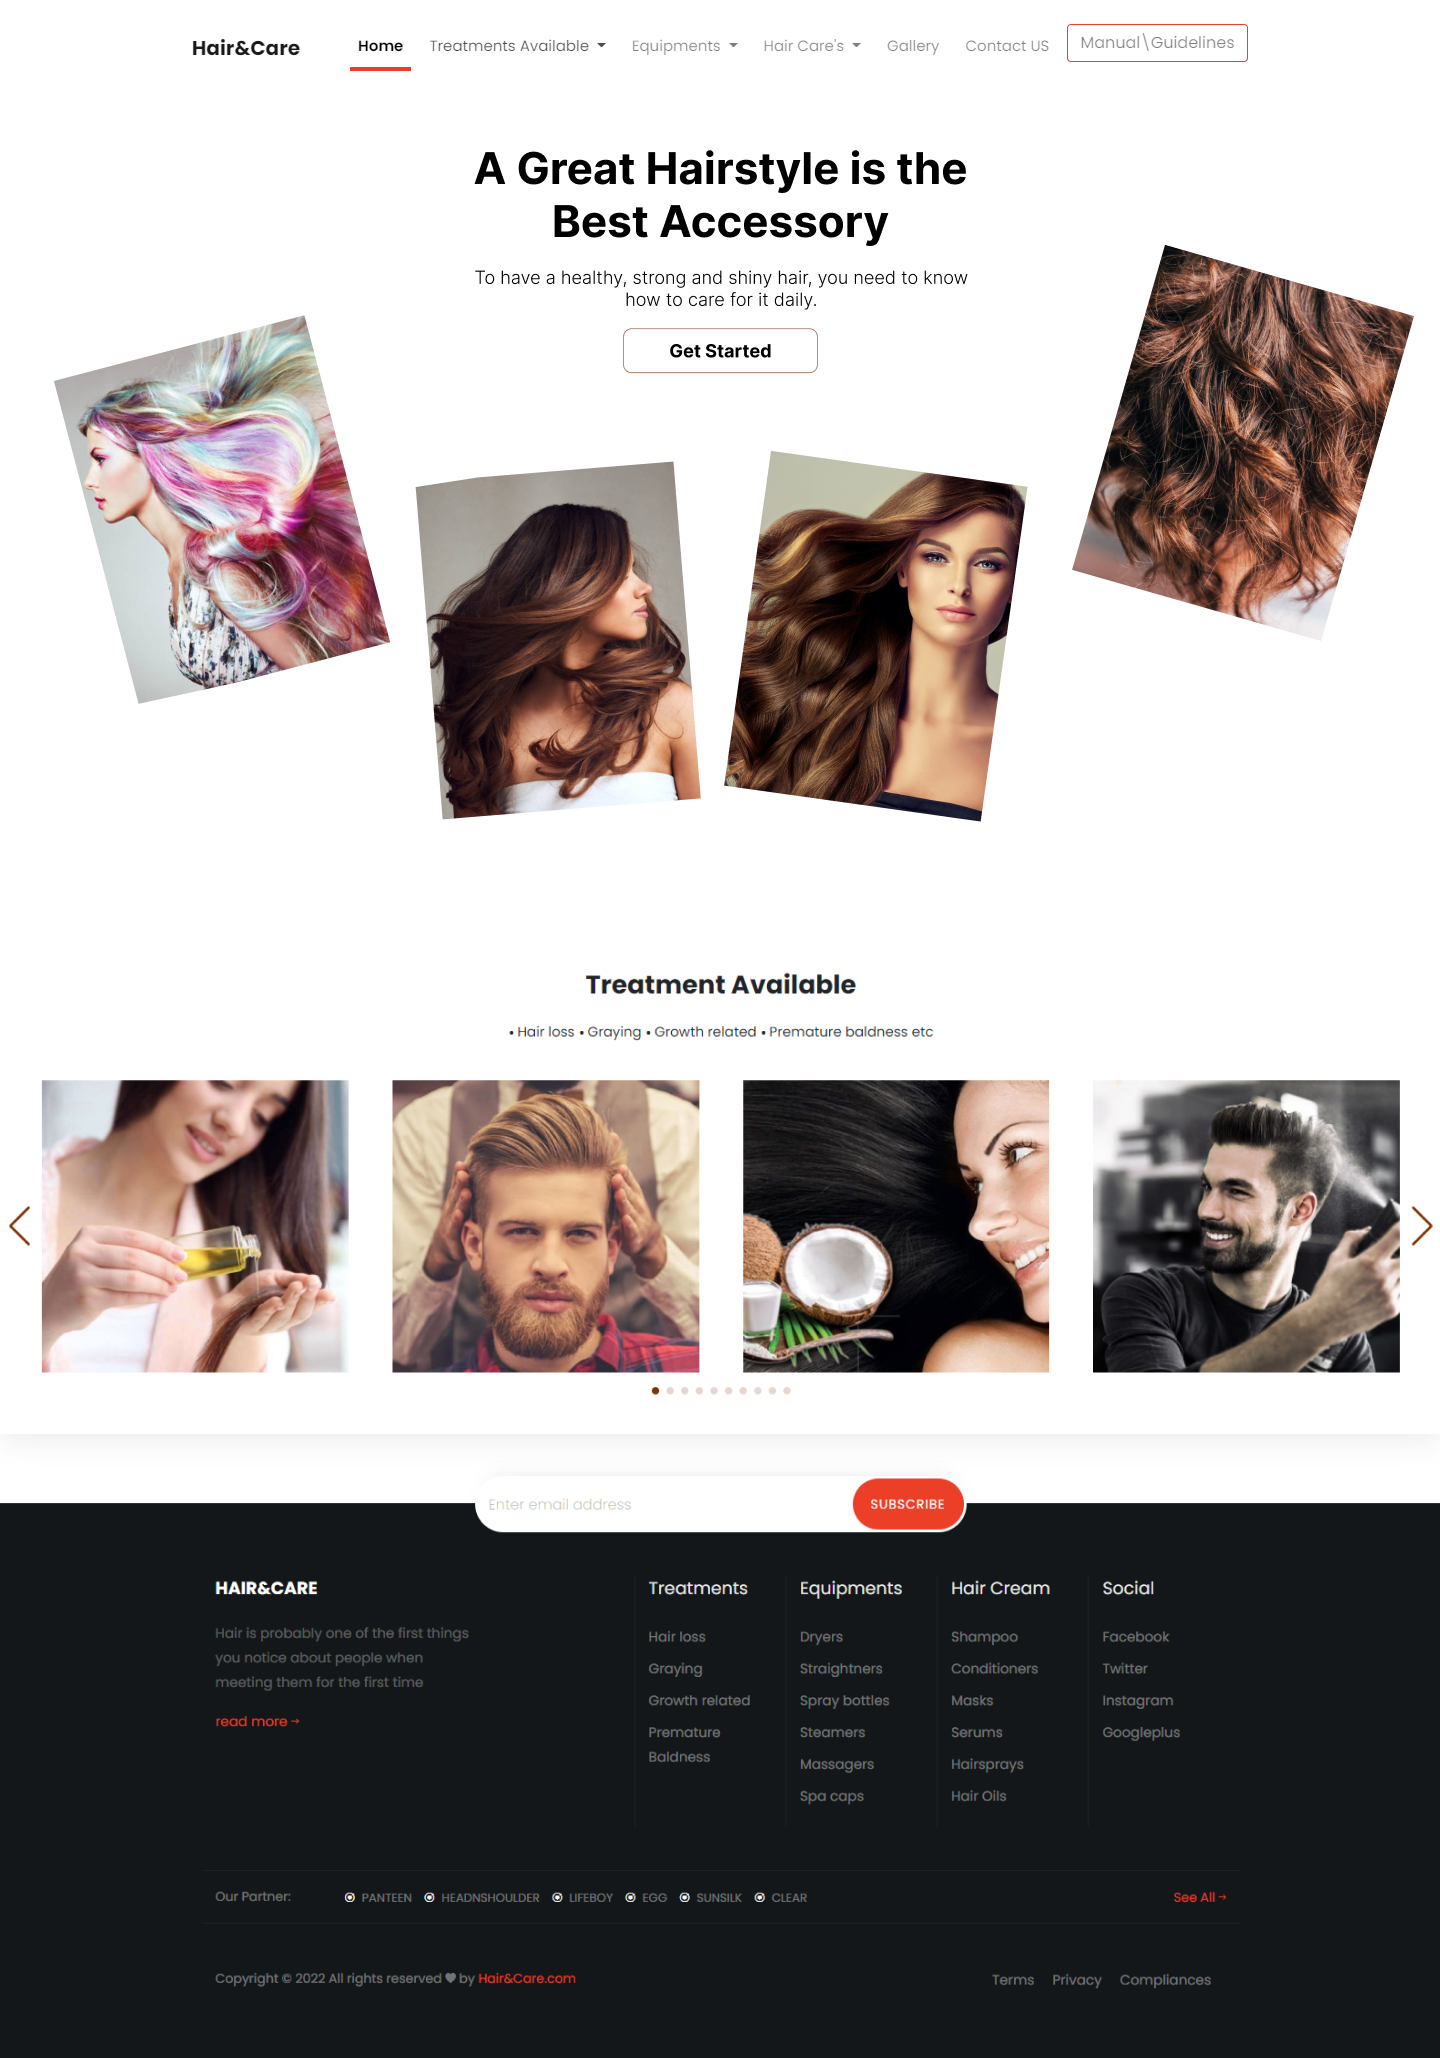 Hair&Care
Home
Treatments Available
Equipments
Hair Care's
Gallery
Contact US
Manual\Guidelines
A Great Hairstyle is the
Best Accessory
To have a healthy, strong and shiny hair, you need to know
how to care for it daily.
Get Started
Treatment Available
• Hair loss • Graying • Growth related • Premature baldness etc
Enter email address
SUBSCRIBE
HAIR&CARE
Hair is probably one of the first things
you notice about people when
meeting them for the first time
read more →
Treatments
Hair loss
Graying
Growth related
Premature
Baldness
Equipments
Dryers
Straightners
Spray bottles
Steamers
Massagers
Spa caps
Hair Cream
Shampoo
Conditioners
Masks
Serums
Hairsprays
Hair Oils
Social
Facebook
Twitter
Instagram
Googleplus
Our Partner:
PANTEEN
HEADNSHOULDER
LIFEBOY
EGG
SUNSILK
CLEAR
See All →
Copyright © 2022 All rights reserved ♥ by Hair&Care.com
Terms
Privacy
Compliances